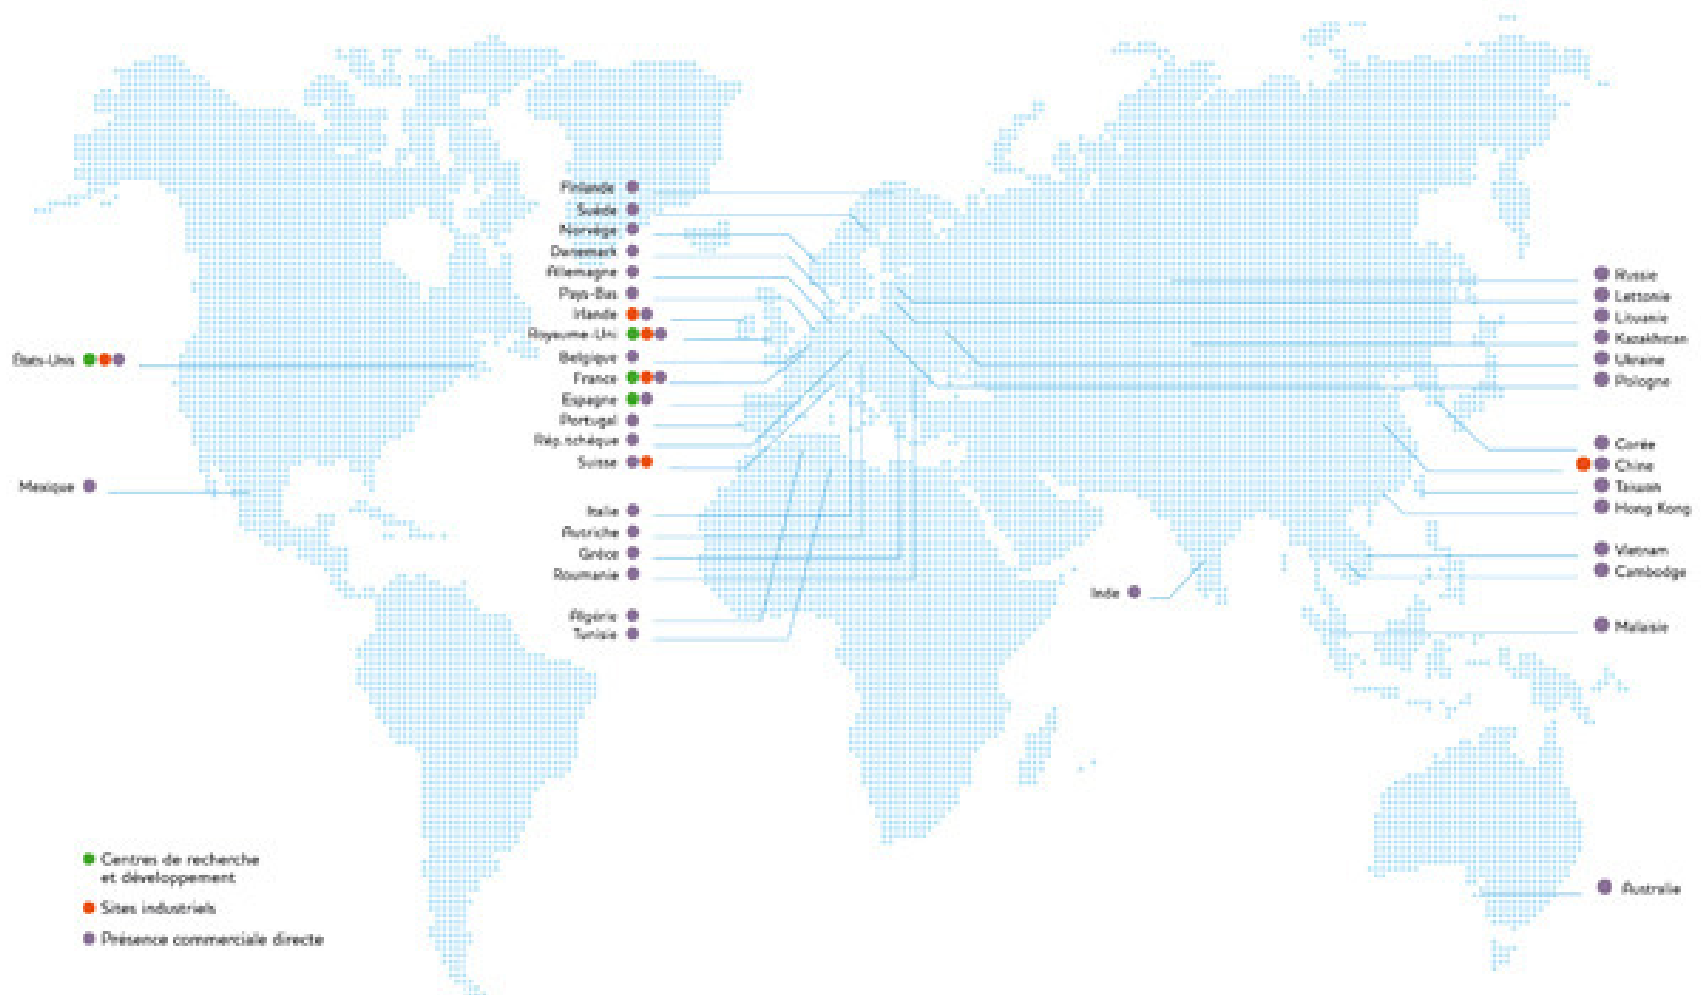 États-Unis
Mexique
Finlande
Suède
Norvège
Danemark
Allemagne
Pays-Bas
Irlande
Royaume-Uni
Belgique
France
Espagne
Portugal
Rép. tchèque
Suisse
Italie
Autriche
Grèce
Roumanie
Algérie
Tunisie
Inde
Russie
Lettonie
Lituanie
Kazakhstan
Ukraine
Pologne
Corée
Chine
Taiwan
Hong Kong
Vietnam
Cambodge
Malaisie
Australie
Centres de recherche
et développement
Sites industriels
Présence commerciale directe